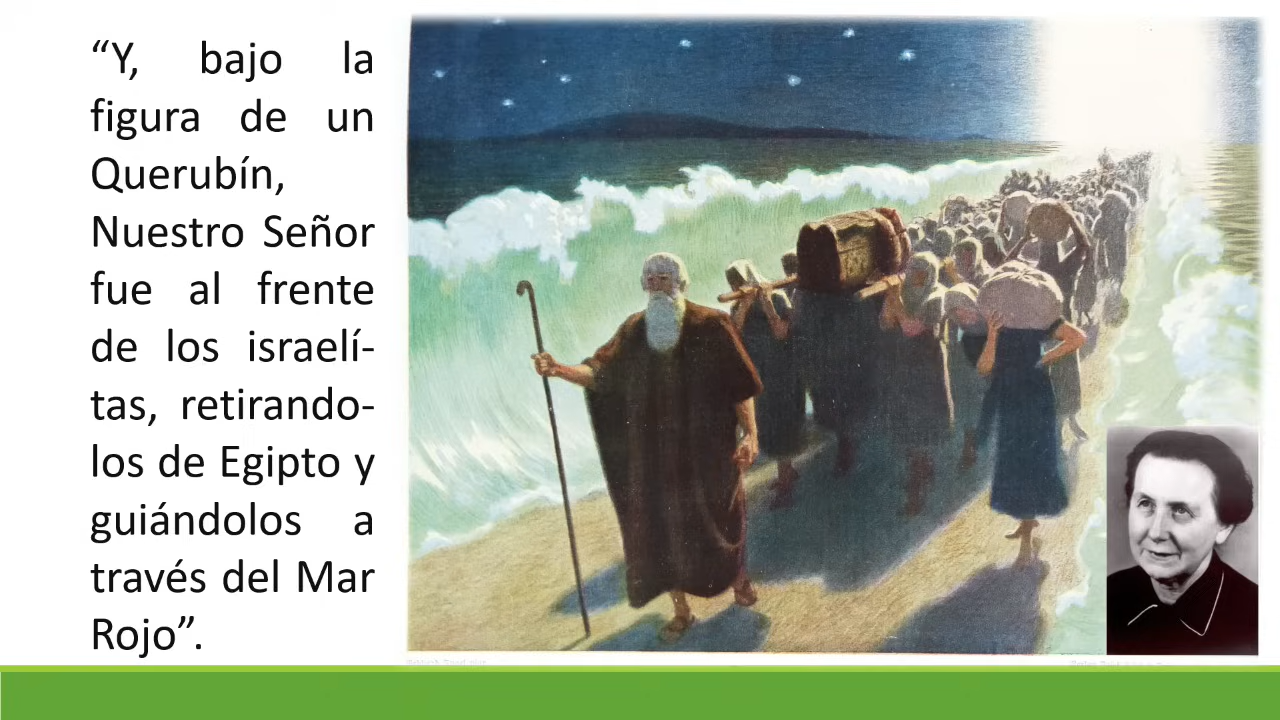 “Y, bajo la
figura de un
Querubín,
Nuestro Señor
fue al frente
de los israelí-
tas, retirando-
los de Egipto y
guiándolos a
través del Mar
Rojo”.